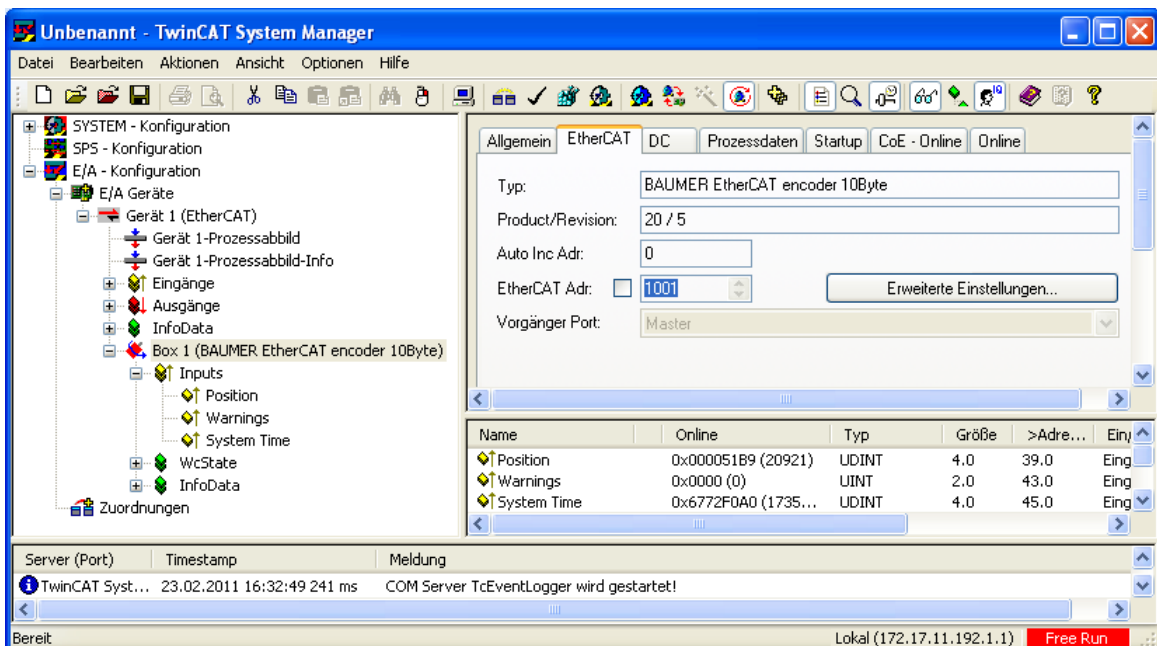 Unbenannt - TwinCAT System Manager
Datei Bearbeiten Aktionen Ansicht Optionen Hilfe
SYSTEM - Konfiguration
SPS - Konfiguration
E/A - Konfiguration
E/A Geräte
Gerät 1 (EtherCAT)
Gerät 1-Prozessabbild
Gerät 1-Prozessabbild-Info
Eingänge
Ausgänge
InfoData
Box 1 (BAUMER EtherCAT encoder 10Byte)
Inputs
Position
Warnings
System Time
WcState
InfoData
Zuordnungen
Allgemein EtherCAT DC Prozessdaten Startup CoE - Online Online
Typ: BAUMER EtherCAT encoder 10Byte
Product/Revision: 20 / 5
Auto Inc Adr: 0
EtherCAT Adr: 1001 Erweiterte Einstellungen...
Vorgänger Port: Master
Name Online Typ Größe >Adre... Ein
Position 0x000051B9 (20921) UDINT 4.0 39.0 Eing
Warnings 0x0000 (0) UINT 2.0 43.0 Eing
System Time 0x6772F0A0 (1735... UDINT 4.0 45.0 Eing
Server (Port) Timestamp Meldung
TwinCAT Syst... 23.02.2011 16:32:49 241 ms COM Server TcEventLogger wird gestartet!
Bereit Lokal (172.17.11.192.1.1) Free Run